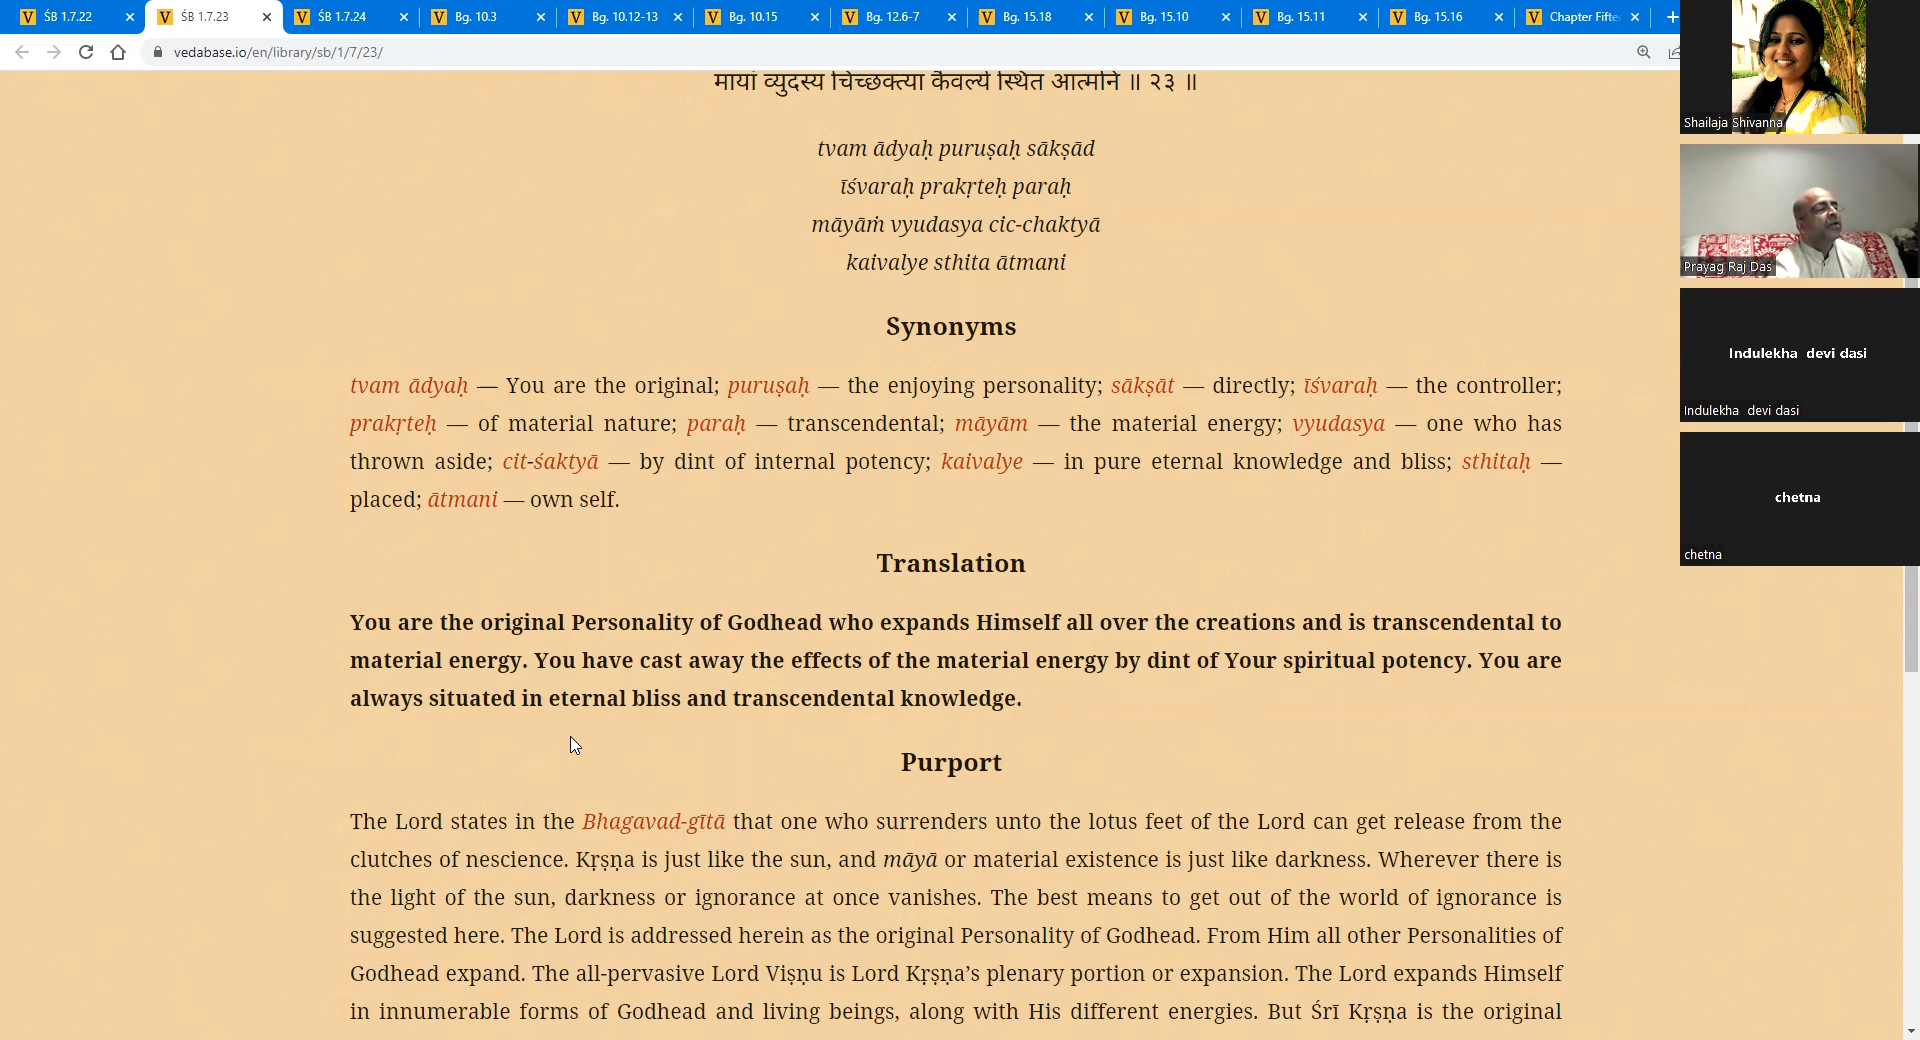 ŚB 1.7.22
ŚB 1.7.23
ŚB 1.7.24
Bg. 10.3
Bg. 10.12-13
Bg. 10.15
Bg. 12.6-7
Bg. 15.18
Bg. 15.10
Bg. 15.11
Bg. 15.16
Chapter Fifte
vedabase.io/en/library/sb/1/7/23/
मायां व्युदस्य चिच्छक्त्या कैवल्ये स्थित आत्मनि ॥ २३ ॥
tvam ādyaḥ puruṣaḥ sākṣād
īśvaraḥ prakṛteḥ paraḥ
māyāṁ vyudasya cic-chaktyā
kaivalye sthita ātmani
Synonyms
tvam ādyaḥ — You are the original; puruṣaḥ — the enjoying personality; sākṣāt — directly; īśvaraḥ — the controller;
prakṛteḥ — of material nature; paraḥ — transcendental; māyām — the material energy; vyudasya — one who has
thrown aside; cit-śaktyā — by dint of internal potency; kaivalye — in pure eternal knowledge and bliss; sthitaḥ —
placed; ātmani — own self.
Translation
You are the original Personality of Godhead who expands Himself all over the creations and is transcendental to
material energy. You have cast away the effects of the material energy by dint of Your spiritual potency. You are
always situated in eternal bliss and transcendental knowledge.
Purport
The Lord states in the Bhagavad-gītā that one who surrenders unto the lotus feet of the Lord can get release from the
clutches of nescience. Kṛṣṇa is just like the sun, and māyā or material existence is just like darkness. Wherever there is
the light of the sun, darkness or ignorance at once vanishes. The best means to get out of the world of ignorance is
suggested here. The Lord is addressed herein as the original Personality of Godhead. From Him all other Personalities of
Godhead expand. The all-pervasive Lord Viṣṇu is Lord Kṛṣṇa’s plenary portion or expansion. The Lord expands Himself
in innumerable forms of Godhead and living beings, along with His different energies. But Śrī Kṛṣṇa is the original
Shailaja Shivanna
Prayag Raj Das
Indulekha devi dasi
Indulekha devi dasi
chetna
chetna